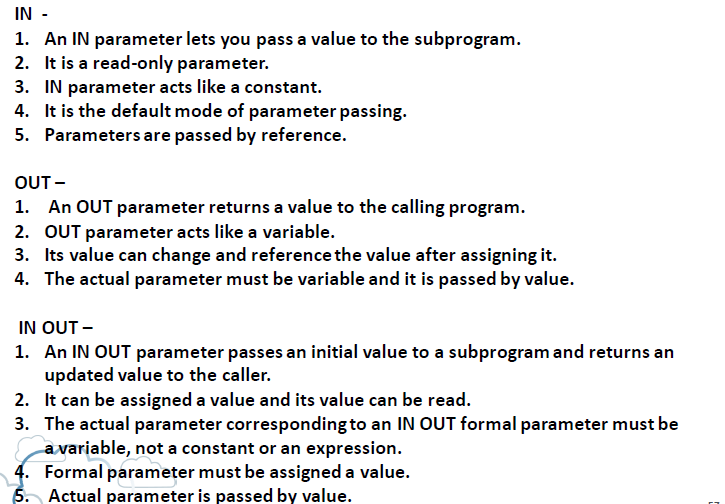 IN -
1. An IN parameter lets you pass a value to the subprogram.
2. It is a read-only parameter.
3. IN parameter acts like a constant.
4. It is the default mode of parameter passing.
5. Parameters are passed by reference.
OUT –
1. An OUT parameter returns a value to the calling program.
2. OUT parameter acts like a variable.
3. Its value can change and reference the value after assigning it.
4. The actual parameter must be variable and it is passed by value.
IN OUT –
1. An IN OUT parameter passes an initial value to a subprogram and returns an
updated value to the caller.
2. It can be assigned a value and its value can be read.
3. The actual parameter corresponding to an IN OUT formal parameter must be
a variable, not a constant or an expression.
4. Formal parameter must be assigned a value.
5. Actual parameter is passed by value.